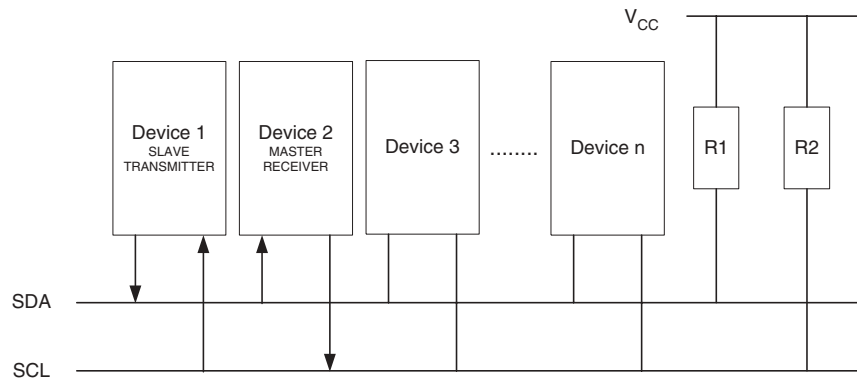 VCC
Device 1
SLAVE
TRANSMITTER
Device 2
MASTER
RECEIVER
Device 3
........
Device n
R1
R2
SDA
SCL